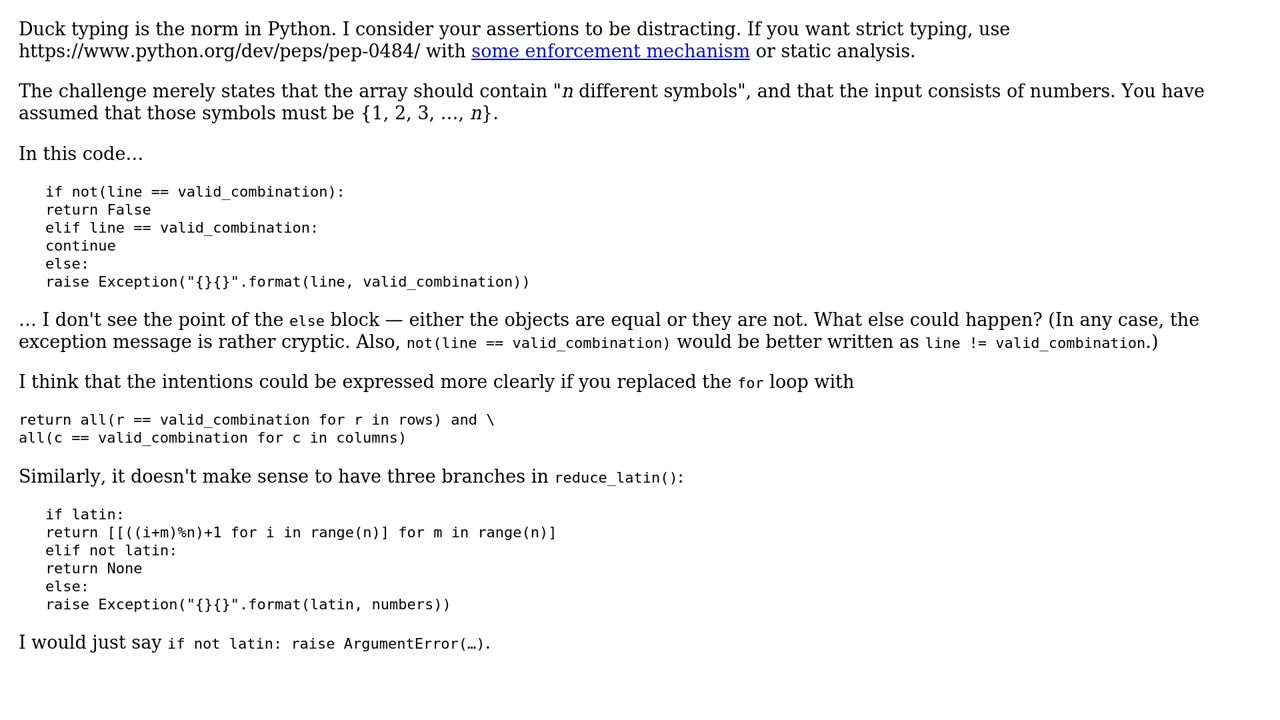 Duck typing is the norm in Python. I consider your assertions to be distracting. If you want strict typing, use
https://www.python.org/dev/peps/pep-0484/ with some enforcement mechanism or static analysis.
The challenge merely states that the array should contain "n different symbols", and that the input consists of numbers. You have
assumed that those symbols must be {1, 2, 3, …, n}.
In this code…
if not(line == valid_combination):
return False
elif line == valid_combination:
continue
else:
raise Exception("{}{}".format(line, valid_combination))
… I don't see the point of the else block — either the objects are equal or they are not. What else could happen? (In any case, the
exception message is rather cryptic. Also, not(line == valid_combination) would be better written as line != valid_combination.)
I think that the intentions could be expressed more clearly if you replaced the for loop with
return all(r == valid_combination for r in rows) and \
all(c == valid_combination for c in columns)
Similarly, it doesn't make sense to have three branches in reduce_latin():
if latin:
return [[((i+m)%n)+1 for i in range(n)] for m in range(n)]
elif not latin:
return None
else:
raise Exception("{}{}".format(latin, numbers))
I would just say if not latin: raise ArgumentError(…).